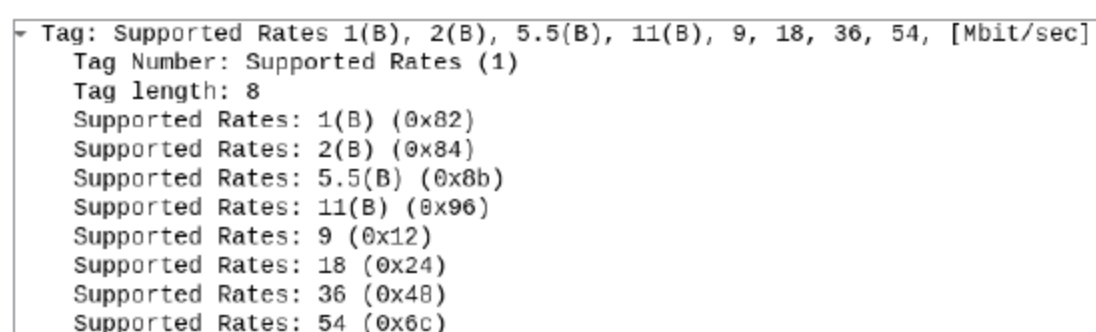 Tag: Supported Rates 1(B), 2(B), 5.5(B), 11(B), 9, 18, 36, 54, [Mbit/sec]
Tag Number: Supported Rates (1)
Tag length: 8
Supported Rates: 1(B) (0x82)
Supported Rates: 2(B) (0x84)
Supported Rates: 5.5(B) (0x8b)
Supported Rates: 11(B) (0x96)
Supported Rates: 9 (0x12)
Supported Rates: 18 (0x24)
Supported Rates: 36 (0x48)
Supported Rates: 54 (0x6c)